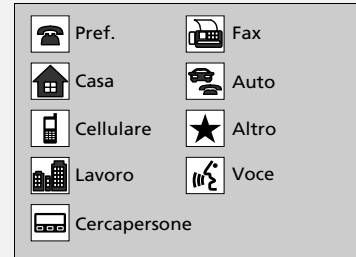 Pref.
Fax
Casa
Auto
Cellulare
Altro
Lavoro
Voce
Cercapersone